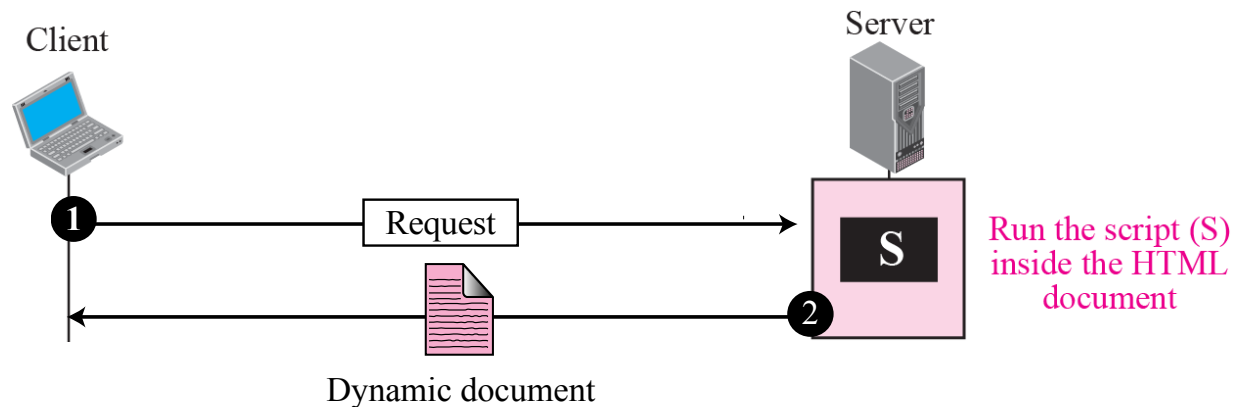 Client
Server
1
Request
S
Run the script (S)
inside the HTML
document
2
Dynamic document